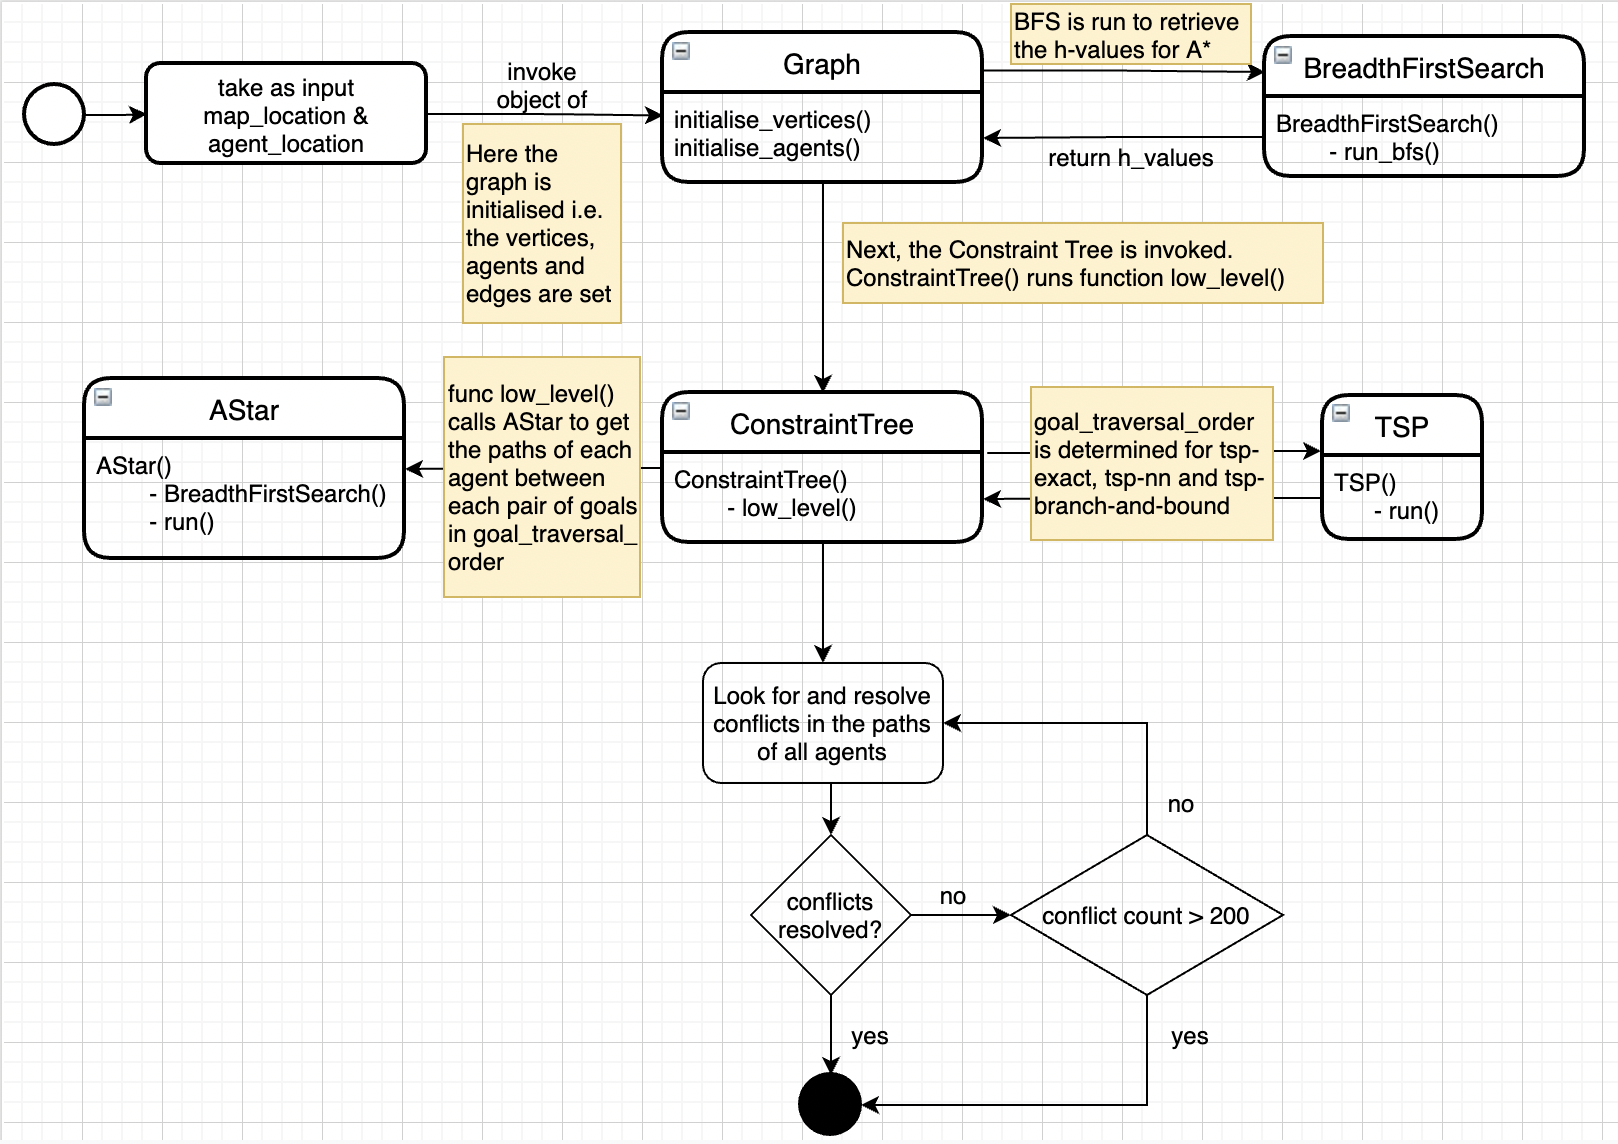 take as input
map_location &
agent_location
invoke
object of
Here the
graph is
initialised i.e.
the vertices,
agents and
edges are set
Graph
initialise_vertices()
initialise_agents()
BFS is run to retrieve
the h-values for A*
return h_values
BreadthFirstSearch
BreadthFirstSearch()
- run_bfs()
Next, the Constraint Tree is invoked.
ConstraintTree() runs function low_level()
AStar
AStar()
- BreadthFirstSearch()
- run()
func low_level()
calls AStar to get
the paths of each
agent between
each pair of goals
in goal_traversal_
order
ConstraintTree
ConstraintTree()
- low_level()
goal_traversal_order
is determined for tsp-
exact, tsp-nn and tsp-
branch-and-bound
TSP
TSP()
- run()
Look for and resolve
conflicts in the paths
of all agents
no
conflicts
resolved?
no
conflict count > 200
yes
yes